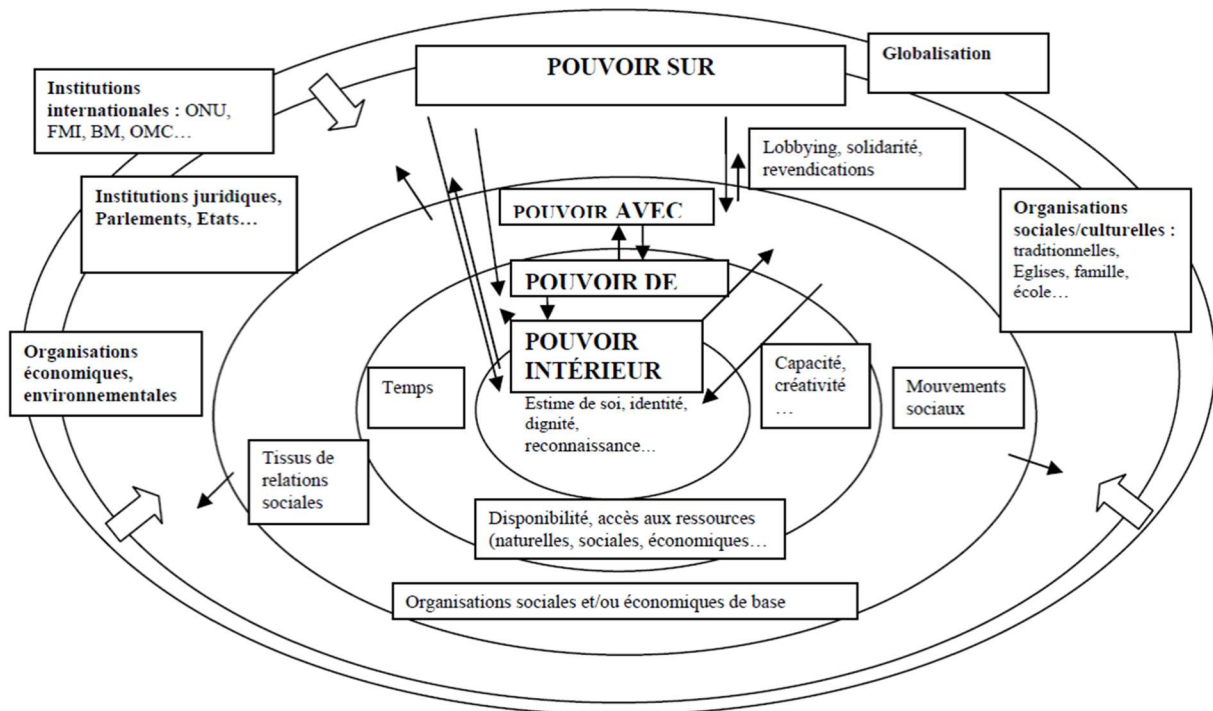 POUVOIR SUR
Globalisation
Institutions
internationales : ONU,
FMI, BM, OMC…
Lobbying, solidarité,
revendications
Institutions juridiques,
Parlements, Etats…
POUVOIR AVEC
Organisations
sociales/culturelles :
traditionnelles,
Eglises, famille,
école…
POUVOIR DE
POUVOIR
INTÉRIEUR
Organisations
économiques,
environnementales
Temps
Capacité,
créativité
…
Mouvements
sociaux
Estime de soi, identité,
dignité,
reconnaissance…
Tissus de
relations
sociales
Disponibilité, accès aux ressources
(naturelles, sociales, économiques…
Organisations sociales et/ou économiques de base